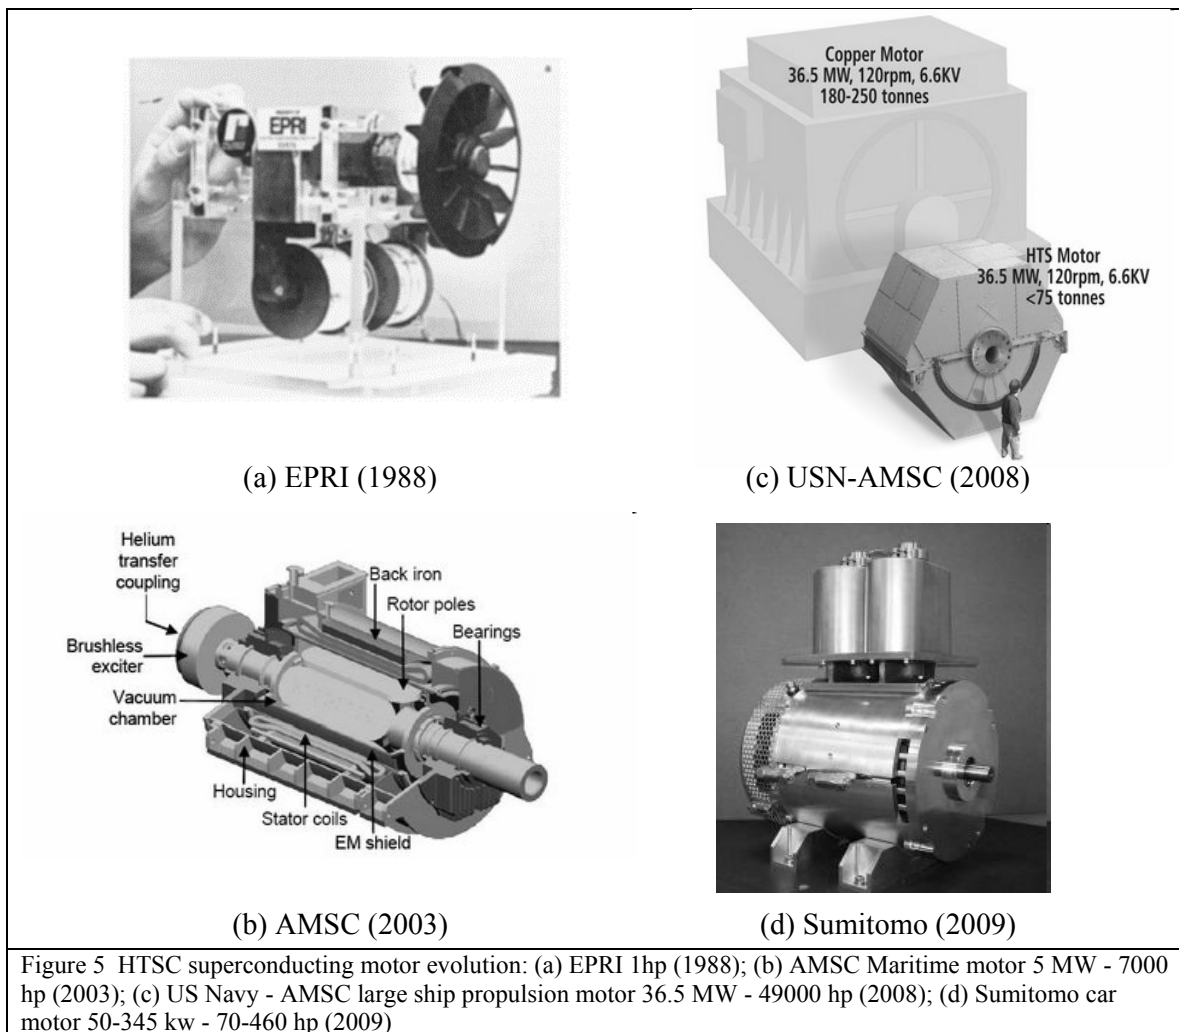 EPRI
(a) EPRI (1988)
Copper Motor
36.5 MW, 120rpm, 6.6KV
180-250 tonnes
HTS Motor
36.5 MW, 120rpm, 6.6KV
<75 tonnes
(c) USN-AMSC (2008)
Helium
transfer
coupling
Back iron
Rotor poles
Bearings
Brushless
exciter
Vacuum
chamber
Housing
Stator coils
EM shield
(b) AMSC (2003)
(d) Sumitomo (2009)
Figure 5 HTSC superconducting motor evolution: (a) EPRI 1hp (1988); (b) AMSC Maritime motor 5 MW - 7000
hp (2003); (c) US Navy - AMSC large ship propulsion motor 36.5 MW - 49000 hp (2008); (d) Sumitomo car
motor 50-345 kw - 70-460 hp (2009)